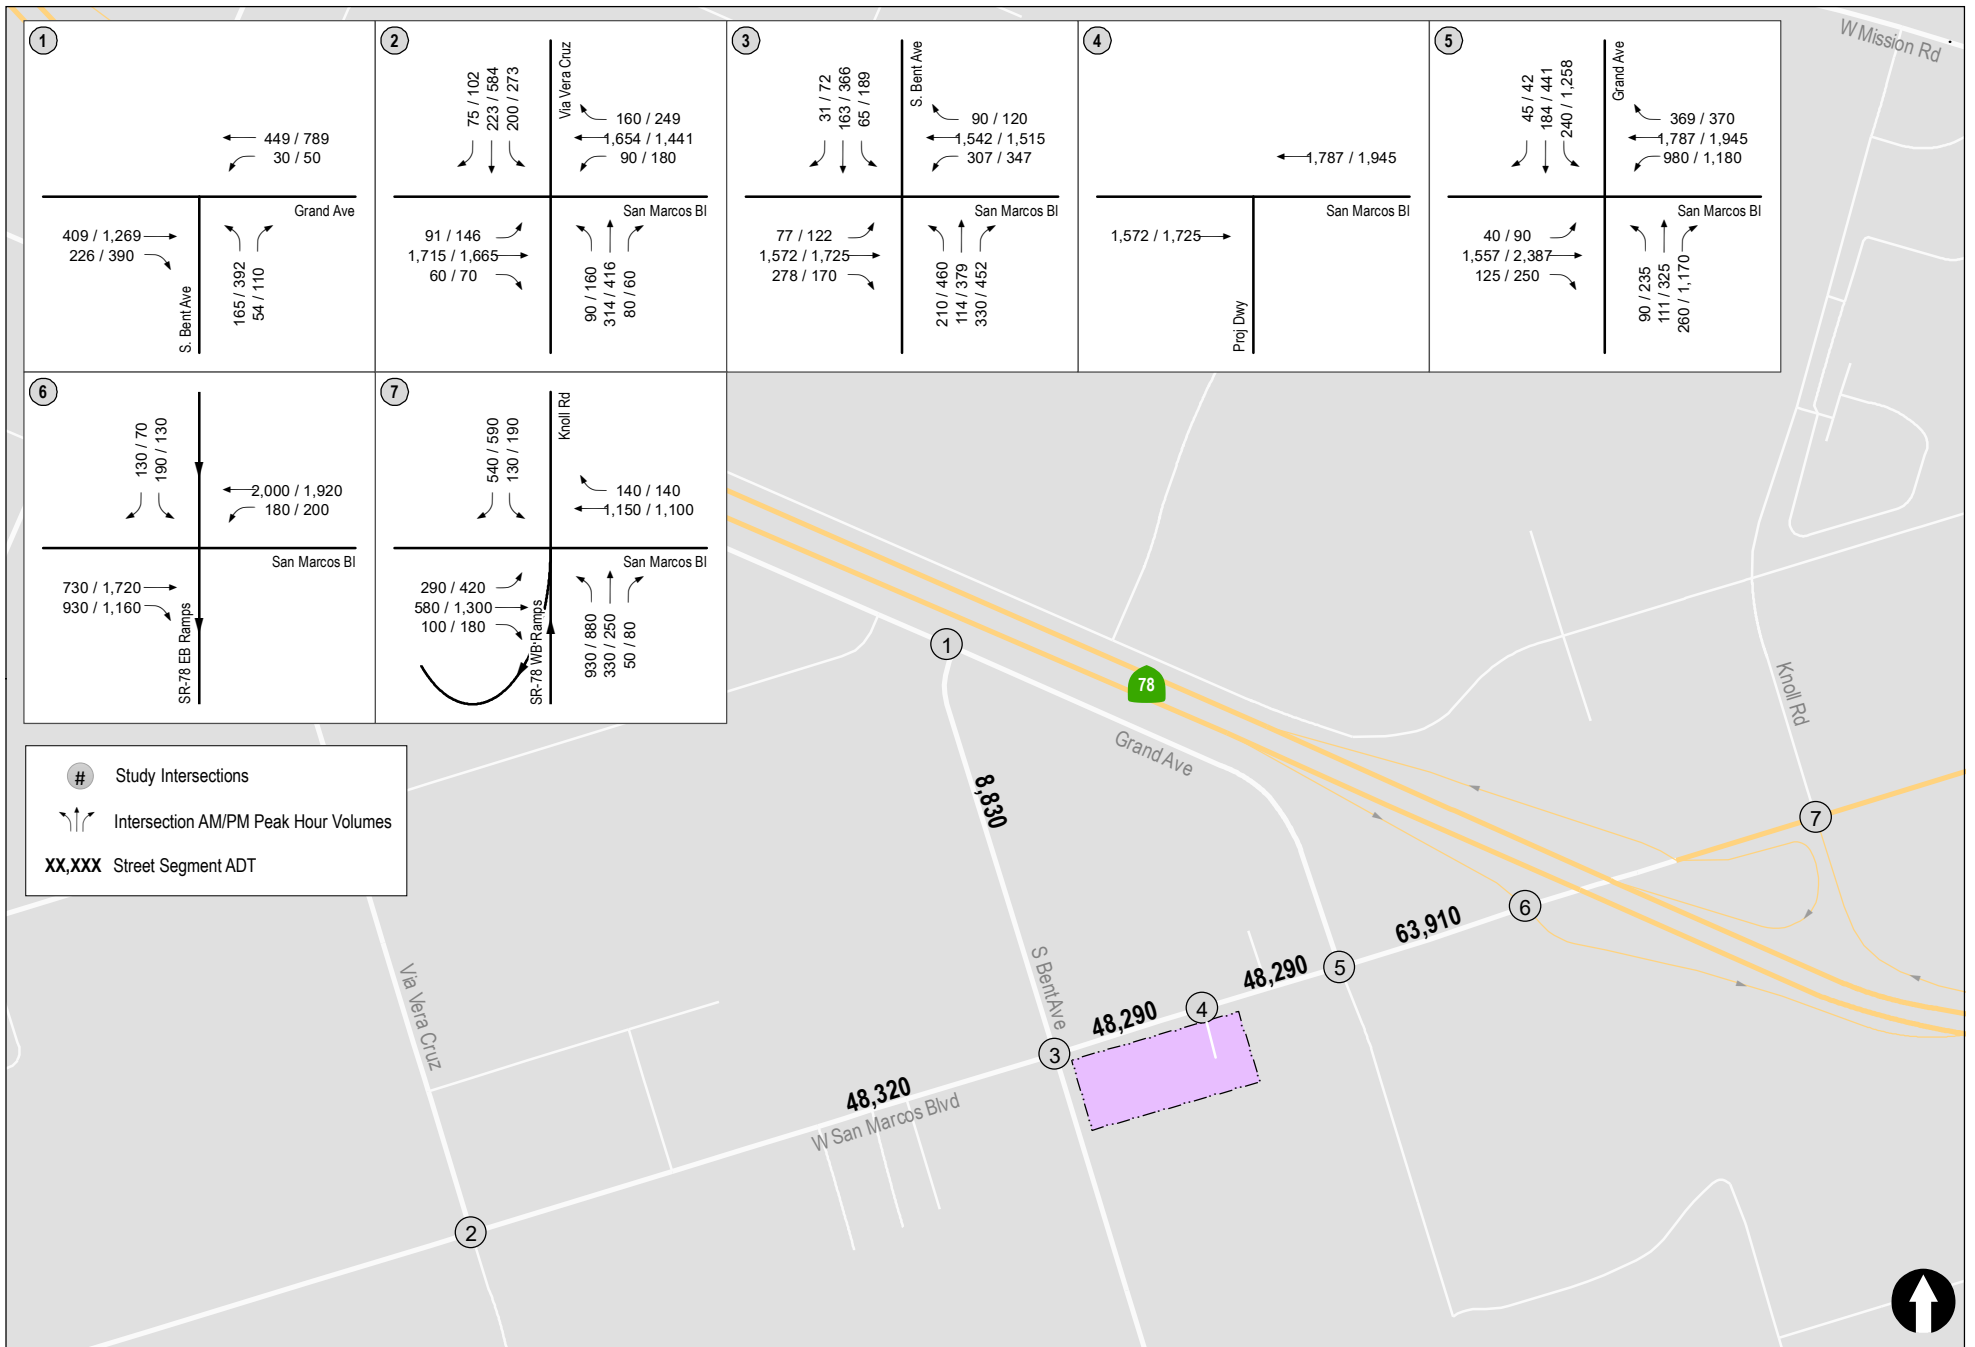 1
449 / 789
30 / 50
Grand Ave
409 / 1,269
226 / 390
S. Bent Ave
165 / 392
54 / 110
2
75 / 102
223 / 584
200 / 273
Via Vera Cruz
160 / 249
1,654 / 1,441
90 / 180
San Marcos Bl
91 / 146
1,715 / 1,665
60 / 70
90 / 160
314 / 416
80 / 60
3
31 / 72
163 / 366
65 / 189
S. Bent Ave
90 / 120
1,542 / 1,515
307 / 347
San Marcos Bl
77 / 122
1,572 / 1,725
278 / 170
210 / 460
114 / 379
330 / 452
4
1,787 / 1,945
San Marcos Bl
1,572 / 1,725
Proj Dwy
5
45 / 42
184 / 441
240 / 1,258
Grand Ave
369 / 370
1,787 / 1,945
980 / 1,180
San Marcos Bl
40 / 90
1,557 / 2,387
125 / 250
90 / 235
111 / 325
260 / 1,170
6
130 / 70
190 / 130
2,000 / 1,920
180 / 200
San Marcos Bl
730 / 1,720
930 / 1,160
SR-78 EB Ramps
7
540 / 590
130 / 190
Knoll Rd
140 / 140
1,150 / 1,100
San Marcos Bl
290 / 420
580 / 1,300
100 / 180
SR-78 WB Ramps
930 / 880
330 / 250
50 / 80
# Study Intersections
Intersection AM/PM Peak Hour Volumes
XX,XXX Street Segment ADT
W Mission Rd
1
78
Grand Ave
Knoll Rd
8,830
7
6
63,910
5
48,290
4
48,290
S Bent Ave
3
Via Vera Cruz
48,320
W San Marcos Blvd
2